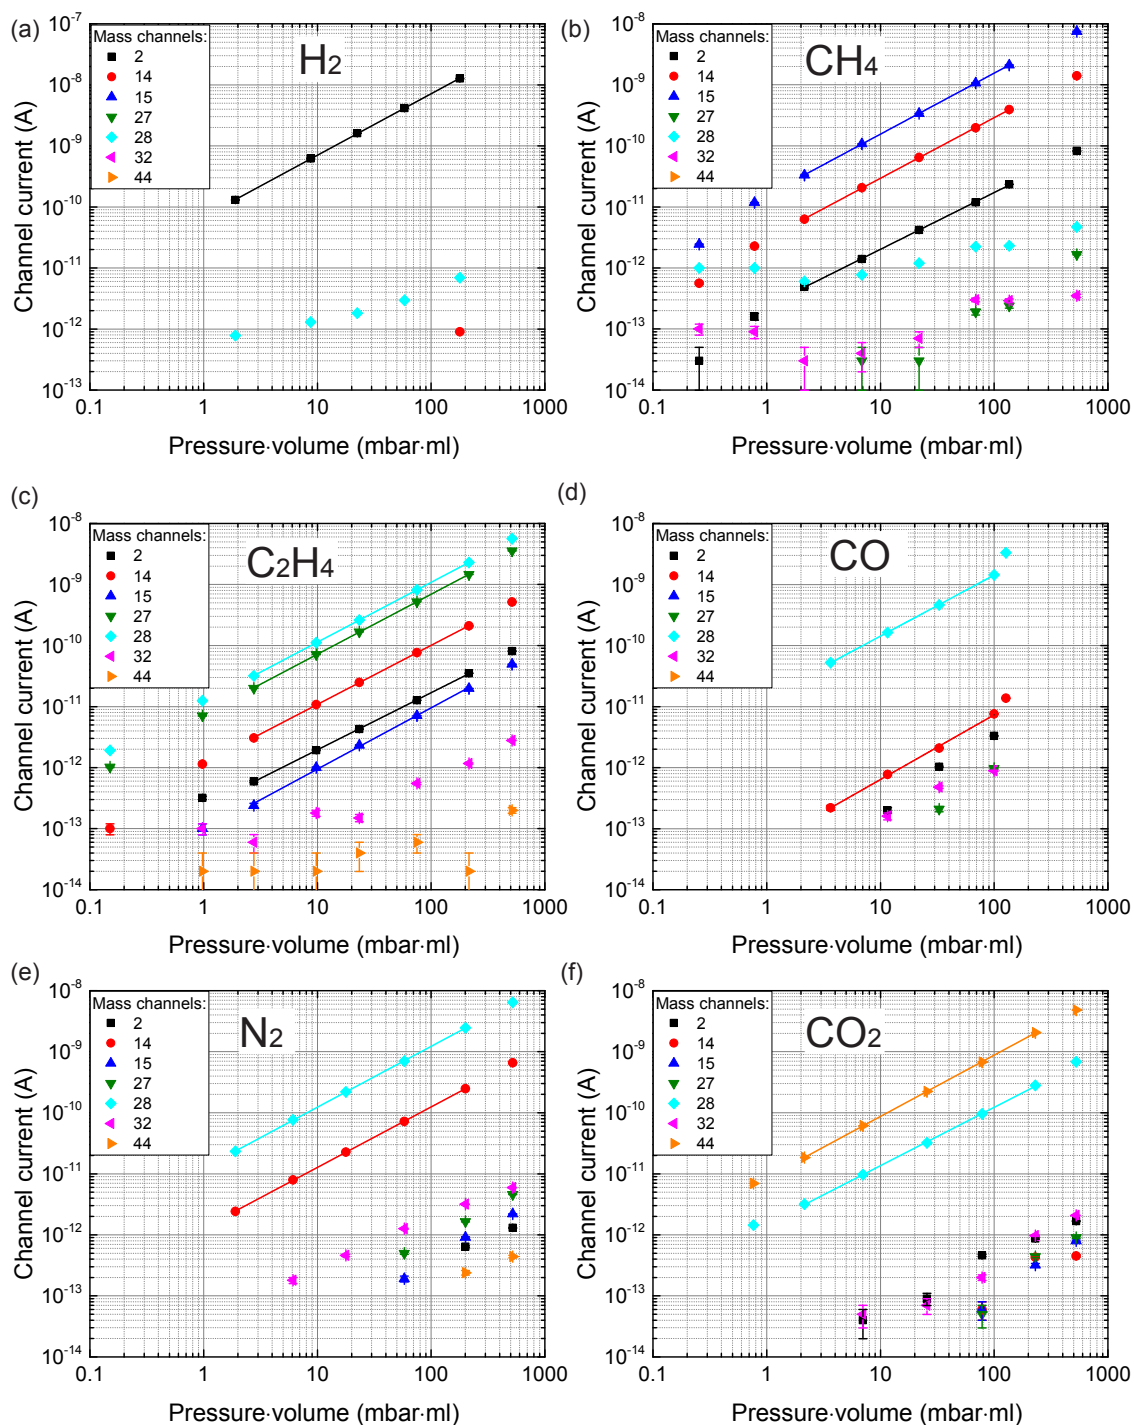 (a)
Mass channels:
2
14
15
27
28
32
44
H2
10^-7
10^-8
10^-9
10^-10
10^-11
10^-12
10^-13
Channel current (A)
0.1 1 10 100 1000
Pressure·volume (mbar·ml)
(b)
Mass channels:
2
14
15
27
28
32
44
CH4
10^-8
10^-9
10^-10
10^-11
10^-12
10^-13
10^-14
Channel current (A)
0.1 1 10 100 1000
Pressure·volume (mbar·ml)
(c)
Mass channels:
2
14
15
27
28
32
44
C2H4
10^-8
10^-9
10^-10
10^-11
10^-12
10^-13
10^-14
Channel current (A)
0.1 1 10 100 1000
Pressure·volume (mbar·ml)
(d)
Mass channels:
2
14
15
27
28
32
44
CO
10^-8
10^-9
10^-10
10^-11
10^-12
10^-13
10^-14
Channel current (A)
0.1 1 10 100 1000
Pressure·volume (mbar·ml)
(e)
Mass channels:
2
14
15
27
28
32
44
N2
10^-8
10^-9
10^-10
10^-11
10^-12
10^-13
10^-14
Channel current (A)
0.1 1 10 100 1000
Pressure·volume (mbar·ml)
(f)
Mass channels:
2
14
15
27
28
32
44
CO2
10^-8
10^-9
10^-10
10^-11
10^-12
10^-13
10^-14
Channel current (A)
0.1 1 10 100 1000
Pressure·volume (mbar·ml)